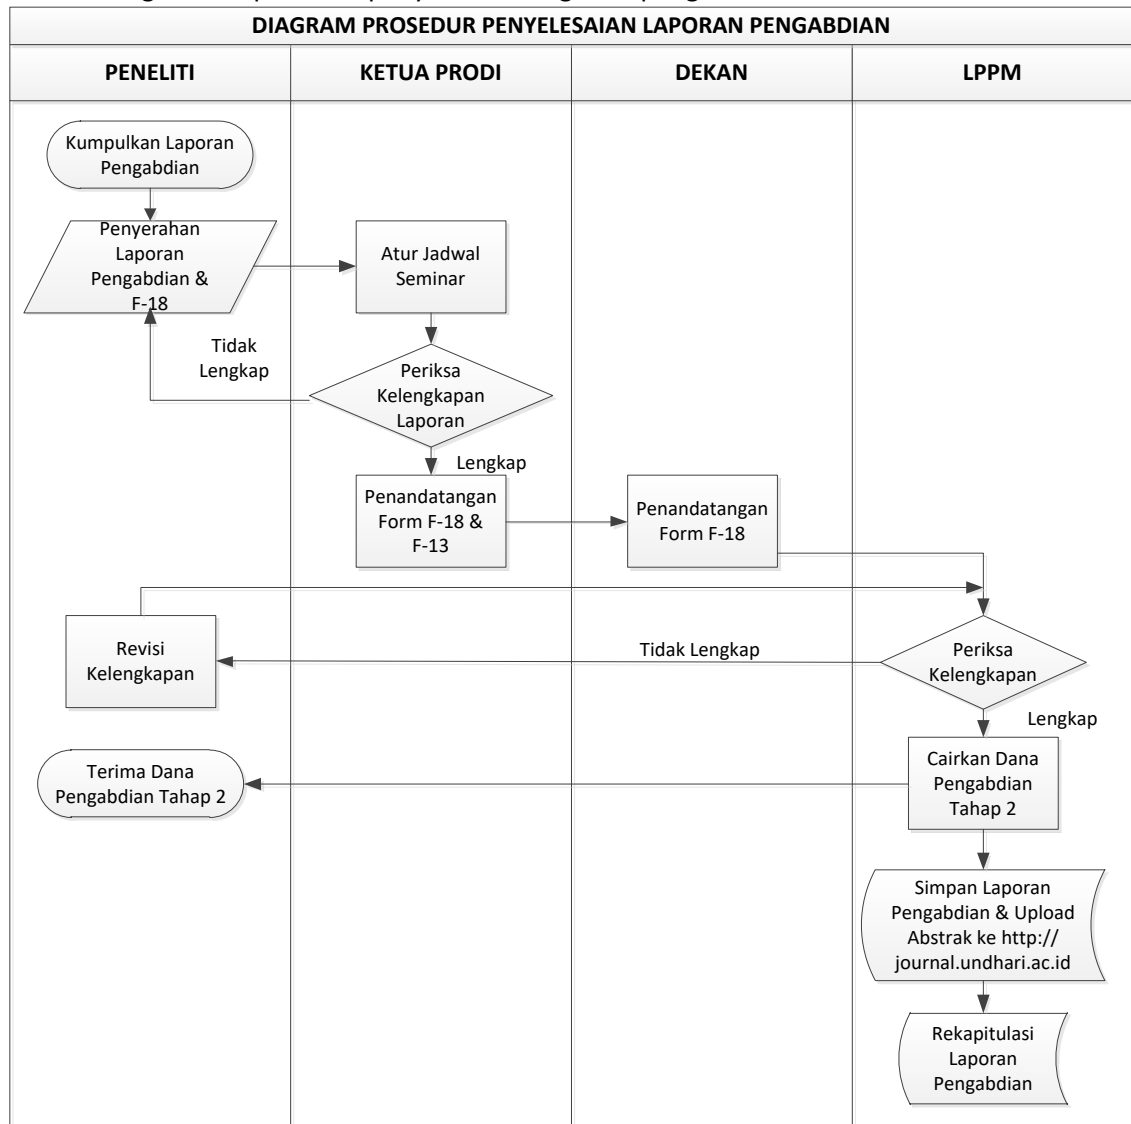 DIAGRAM PROSEDUR PENYELESAIAN LAPORAN PENGABDIAN
PENELITI
KETUA PRODI
DEKAN
LPPM
Kumpulkan Laporan
Pengabdian
Penyerahan
Laporan
Pengabdian &
F-18
Atur Jadwal
Seminar
Tidak
Lengkap
Periksa
Kelengkapan
Laporan
Lengkap
Penandatangan
Form F-18 &
F-13
Penandatangan
Form F-18
Revisi
Kelengkapan
Tidak Lengkap
Periksa
Kelengkapan
Lengkap
Terima Dana
Pengabdian Tahap 2
Cairkan Dana
Pengabdian
Tahap 2
Simpan Laporan
Pengabdian & Upload
Abstrak ke http://
journal.undhari.ac.id
Rekapitulasi
Laporan
Pengabdian